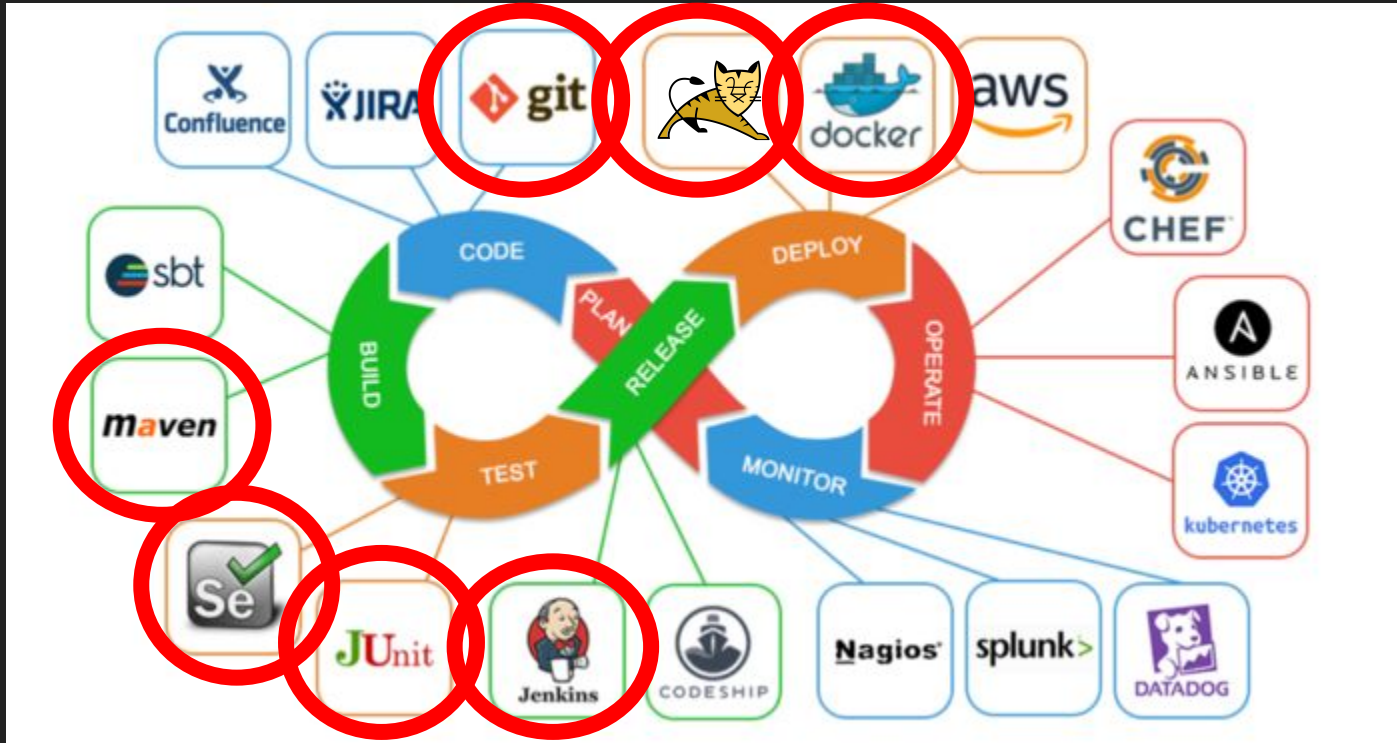 Confluence
JIRA
git
docker
aws
CHEF
sbt
CODE
DEPLOY
PLAN
RELEASE
BUILD
OPERATE
ANSIBLE
maven
TEST
MONITOR
kubernetes
Se
JUnit
Jenkins
CODESHIP
Nagios®
splunk>
DATADOG